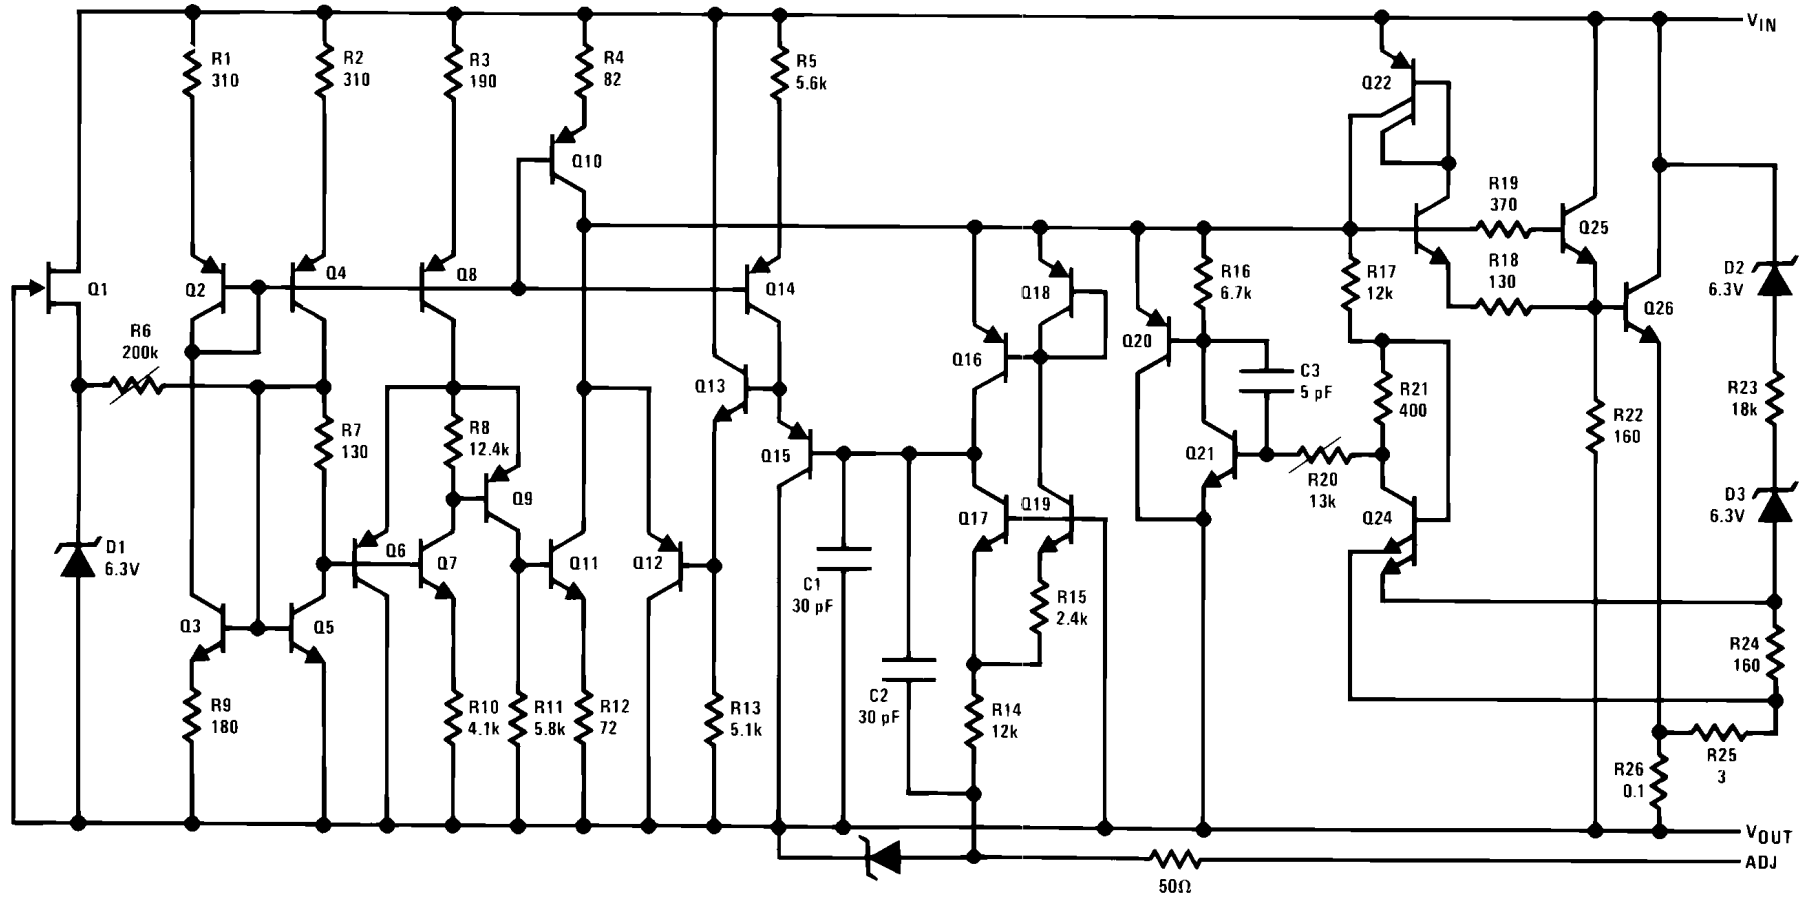 VIN
R1
310
R2
310
R3
190
R4
82
R5
5.6k
Q22
Q10
R19
370
Q25
Q1
Q2
Q4
Q8
Q14
R16
6.7k
R17
12k
R18
130
D2
6.3V
Q18
Q26
R6
200k
Q16
Q20
Q13
C3
5 pF
R21
400
R23
18k
R7
130
R8
12.4k
Q15
Q21
R22
160
R20
13k
Q9
Q17
Q19
Q24
D3
6.3V
D1
6.3V
Q6
Q7
Q11
Q12
C1
30 pF
R15
2.4k
Q3
Q5
R24
160
R9
180
R10
4.1k
R11
5.8k
R12
72
R13
5.1k
C2
30 pF
R14
12k
R25
3
R26
0.1
VOUT
ADJ
50Ω